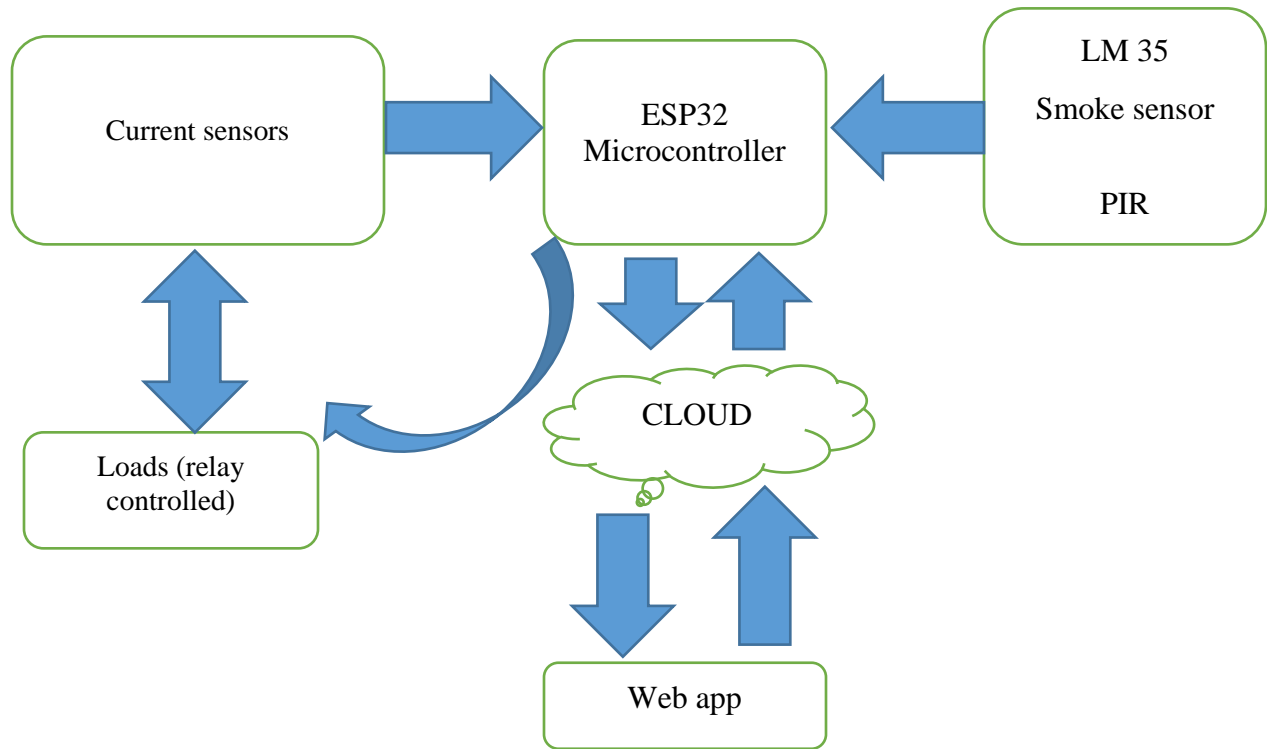 Current sensors
ESP32
Microcontroller
LM 35
Smoke sensor
PIR
CLOUD
Loads (relay
controlled)
Web app